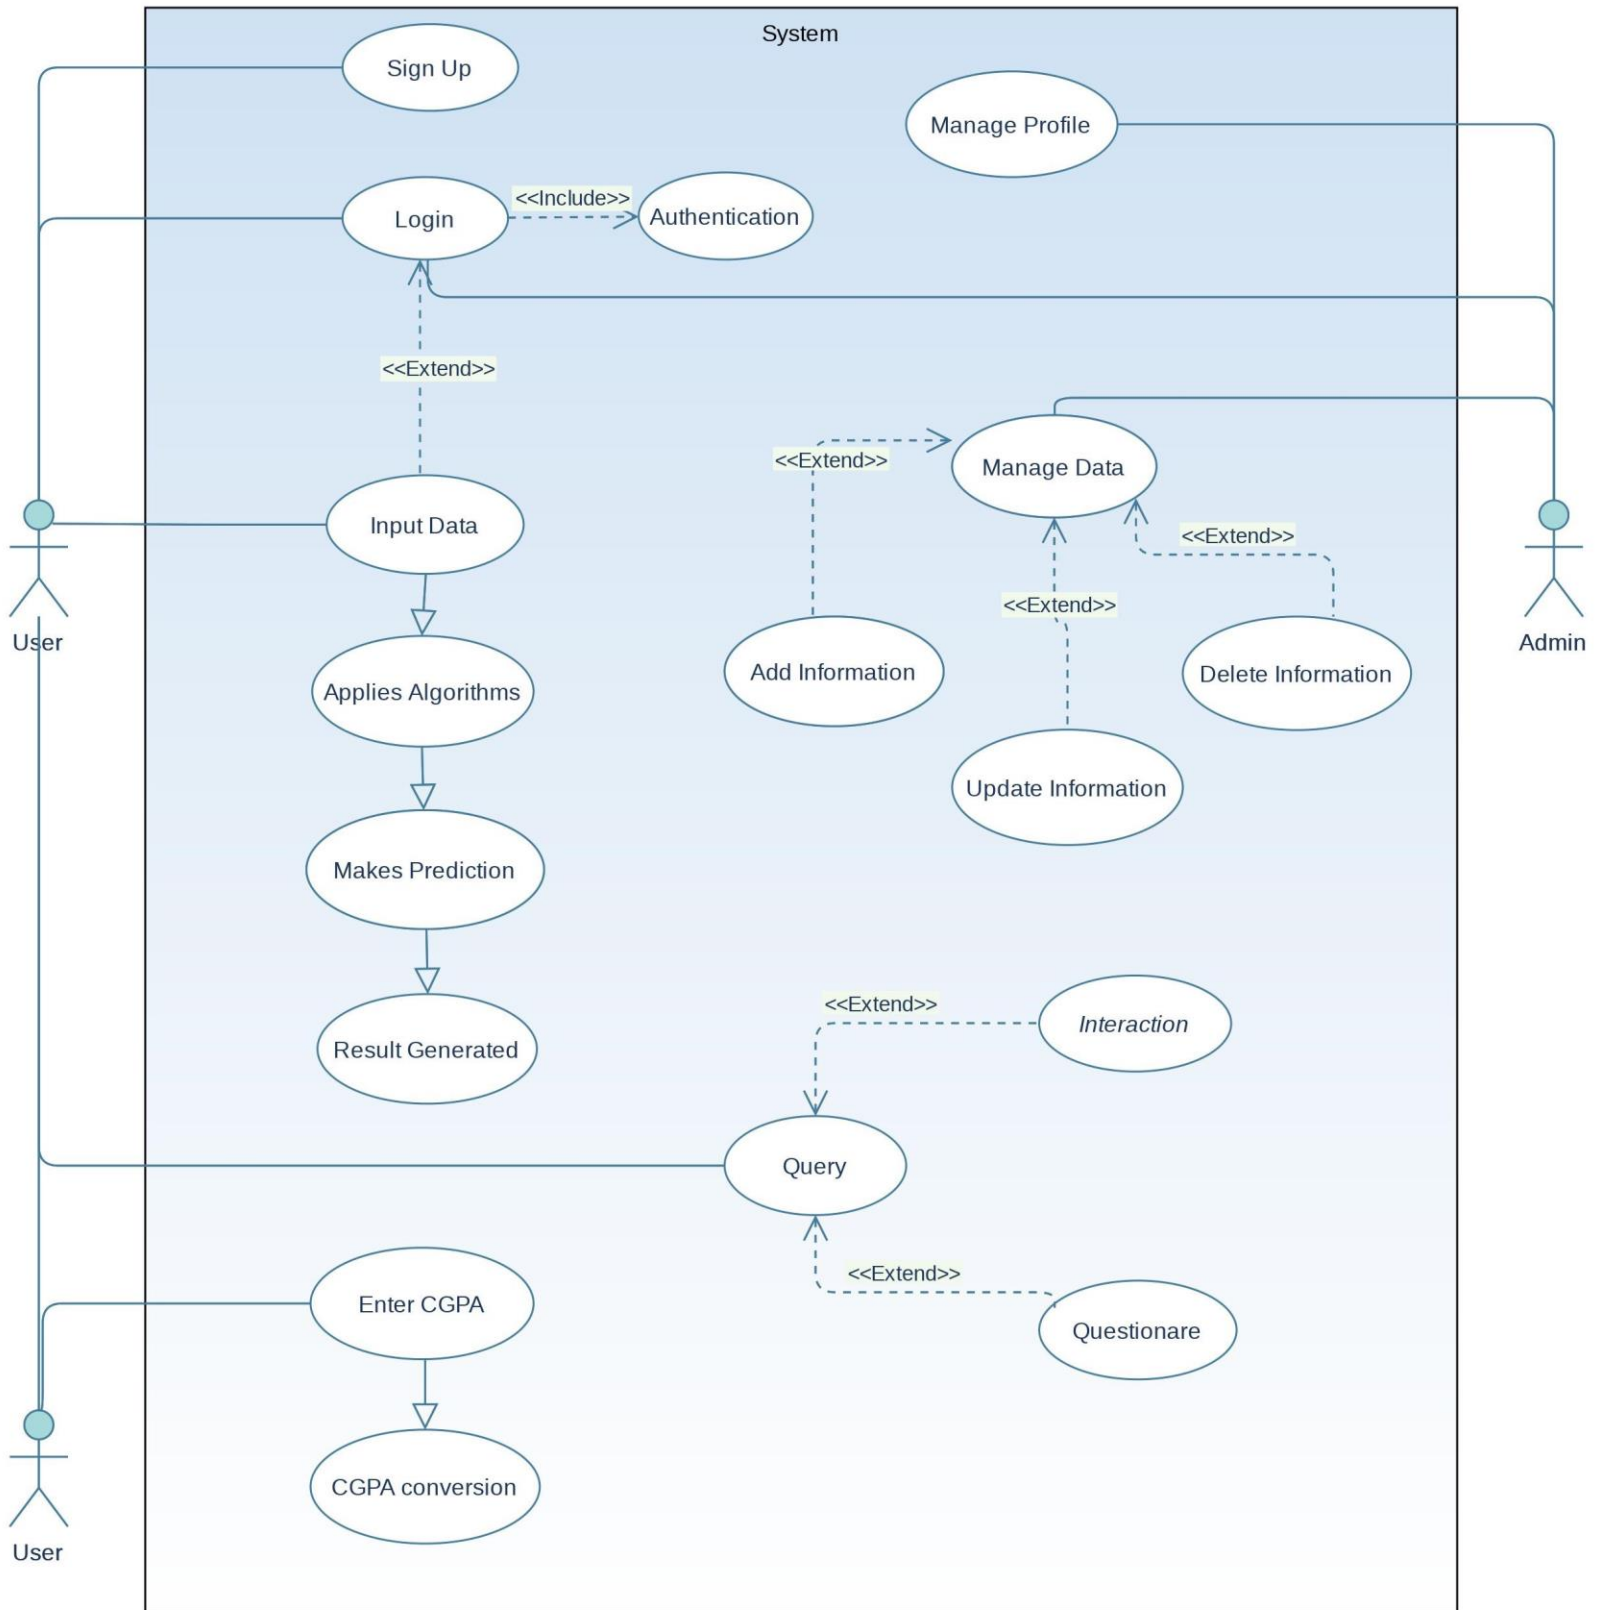 System
Sign Up
Manage Profile
Login
<<Include>>
Authentication
<<Extend>>
Input Data
<<Extend>>
Manage Data
<<Extend>>
<<Extend>>
User
Admin
Applies Algorithms
Add Information
Delete Information
Update Information
Makes Prediction
<<Extend>>
Interaction
Result Generated
Query
<<Extend>>
Enter CGPA
Questionare
CGPA conversion
User